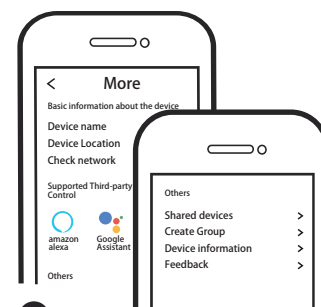 <
More
Basic information about the device
Device name
Device Location
Check network
Supported Third-party
Control
amazon
alexa
Google
Assistant
Others
Others
Shared devices >
Create Group >
Device information >
Feedback >